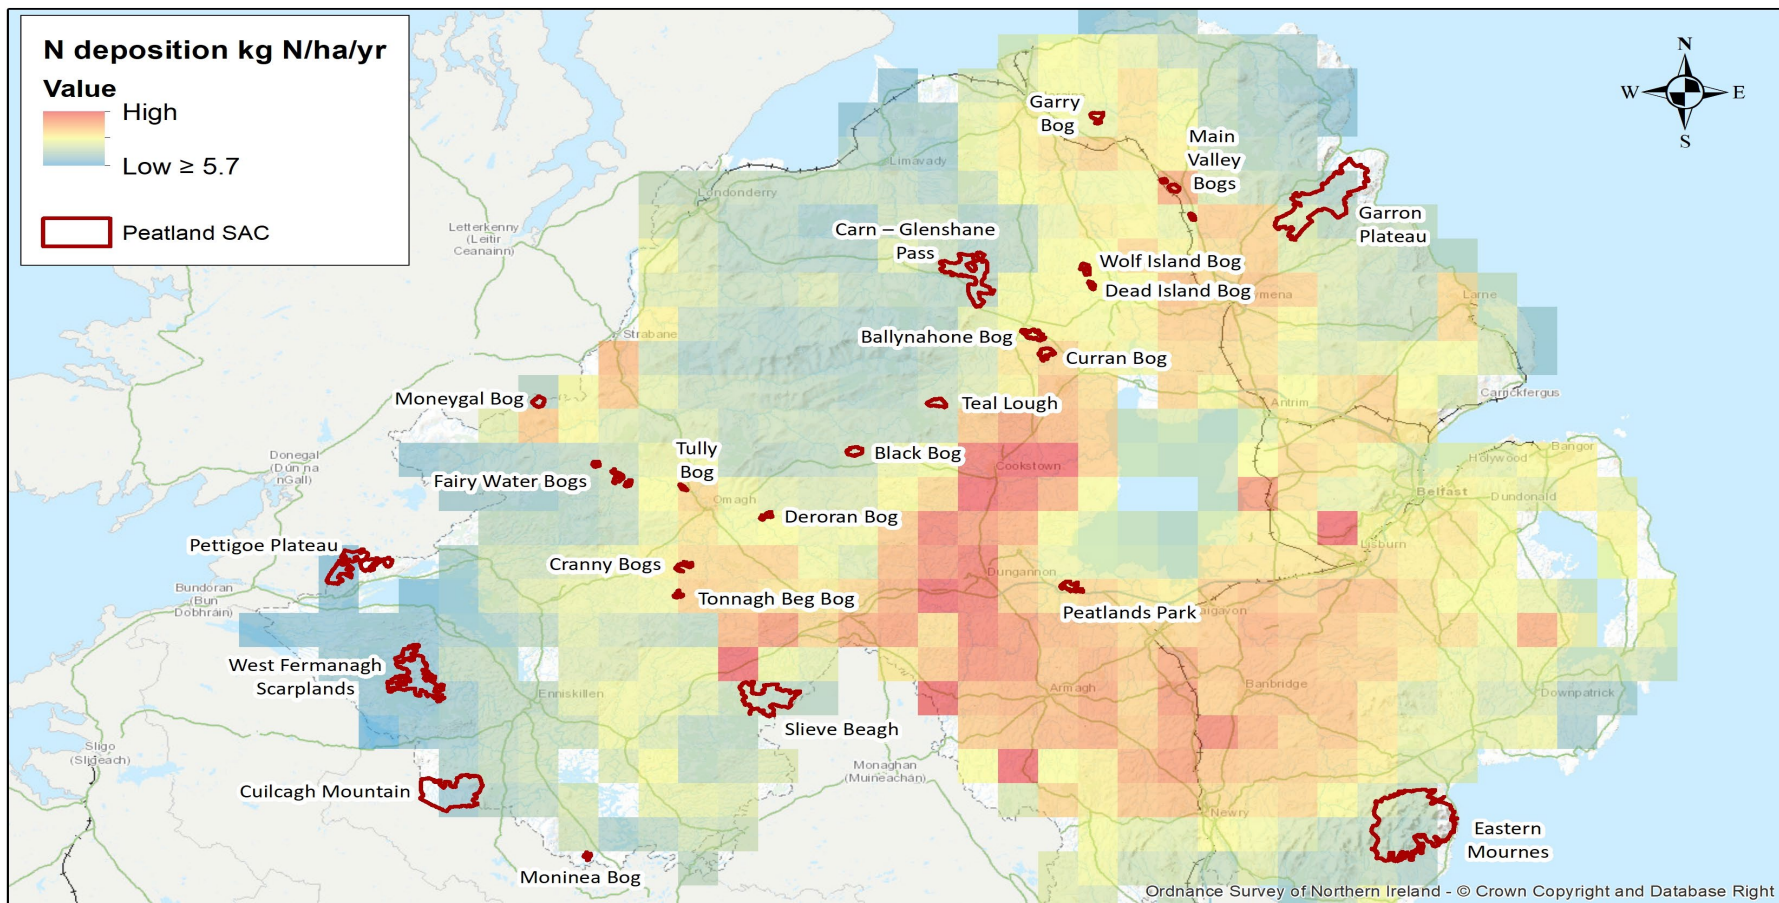 N deposition kg N/ha/yr
Value
High
Low ≥ 5.7
Peatland SAC
N
W
E
S
Garry
Bog
Main
Valley
Bogs
Limavady
Londonderry
Letterkenny
(Leitir
Ceanainn)
Garron
Plateau
Carn – Glenshane
Pass
Wolf Island Bog
Dead Island Bog
Larne
Strabane
Ballynahone Bog
Curran Bog
Moneygal Bog
Teal Lough
Antrim
Carrickfergus
Tully
Bog
Black Bog
Donegal
(Dún na
nGall)
Cookstown
Bangor
Holywood
Fairy Water Bogs
Omagh
Belfast
Dundonald
Deroran Bog
Pettigoe Plateau
Lisburn
Cranny Bogs
Dungannon
Bundoran
(Bun
Dobhráin)
Tonnagh Beg Bog
Peatlands Park
aigavon
West Fermanagh
Scarplands
Enniskillen
Armagh
Banbridge
Downpatrick
Slieve Beagh
Sligo
(Sligeach)
Monaghan
(Muineachán)
Cuilcagh Mountain
Newry
Eastern
Mournes
Moninea Bog
Ordnance Survey of Northern Ireland - © Crown Copyright and Database Right